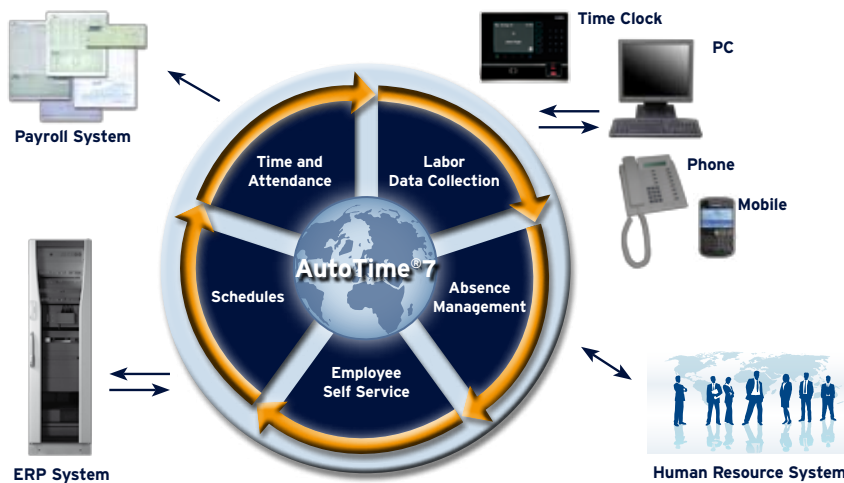 Time Clock
PC
Payroll System
Phone
Mobile
Time and
Attendance
Labor
Data Collection
AutoTime®7
Schedules
Absence
Management
Employee
Self Service
ERP System
Human Resource System